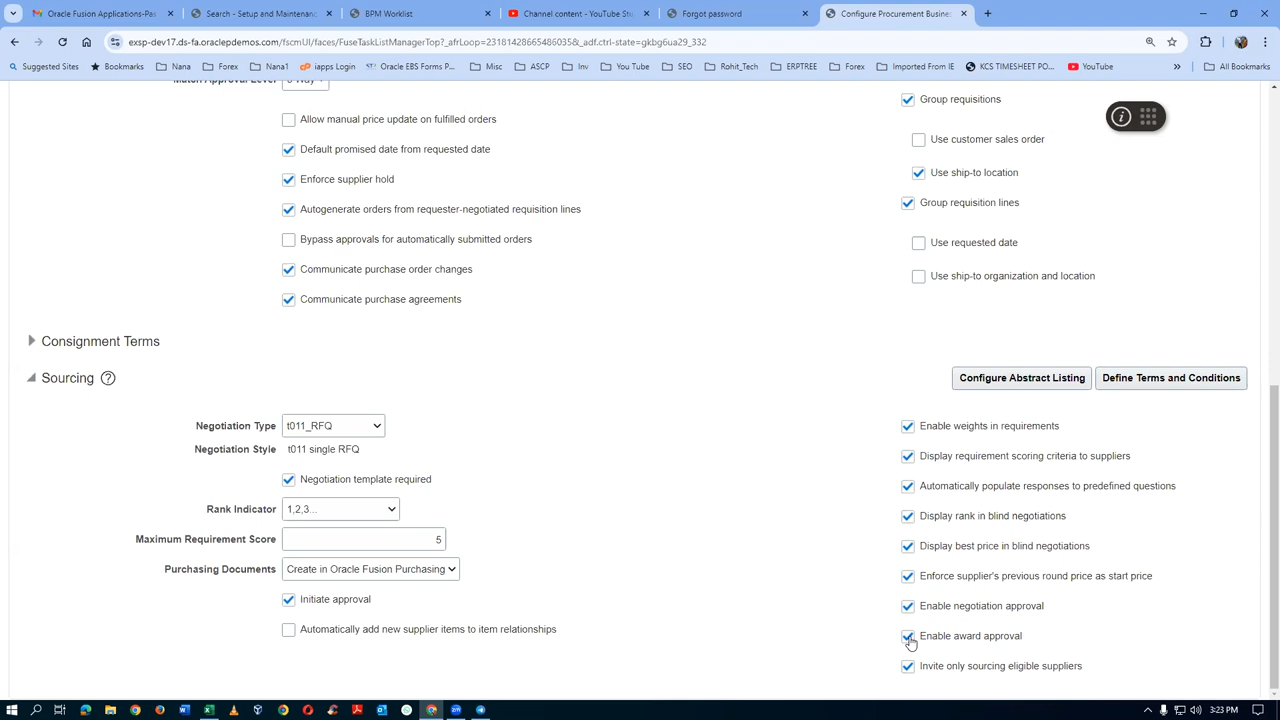 Oracle Fusion Applications-Pas
Search - Setup and Maintenanc
BPM Worklist
Channel content - YouTube Stu
Forgot password
Configure Procurement Busines
exsp-dev17.ds-fa.oraclepdemos.com/fscmUI/faces/FuseTaskListManagerTop?_afrLoop=23181428665486035&_adf.ctrl-state=gkbg6ua29_332
Suggested Sites
Bookmarks
Nana
Forex
Nana1
iapps Login
Oracle EBS Forms P...
Misc
ASCP
Inv
You Tube
SEO
Rohit_Tech
ERPTREE
Forex
Imported From IE
KCS TIMESHEET PO...
YouTube
All Bookmarks
Match Approval Level
Group requisitions
Allow manual price update on fulfilled orders
Use customer sales order
Default promised date from requested date
Use ship-to location
Enforce supplier hold
Group requisition lines
Autogenerate orders from requester-negotiated requisition lines
Bypass approvals for automatically submitted orders
Use requested date
Communicate purchase order changes
Use ship-to organization and location
Communicate purchase agreements
Consignment Terms
Sourcing
Configure Abstract Listing
Define Terms and Conditions
Negotiation Type t011_RFQ
Enable weights in requirements
Negotiation Style t011 single RFQ
Display requirement scoring criteria to suppliers
Negotiation template required
Automatically populate responses to predefined questions
Rank Indicator 1,2,3...
Display rank in blind negotiations
Maximum Requirement Score 5
Display best price in blind negotiations
Purchasing Documents Create in Oracle Fusion Purchasing
Enforce supplier's previous round price as start price
Initiate approval
Enable negotiation approval
Automatically add new supplier items to item relationships
Enable award approval
Invite only sourcing eligible suppliers
3:23 PM